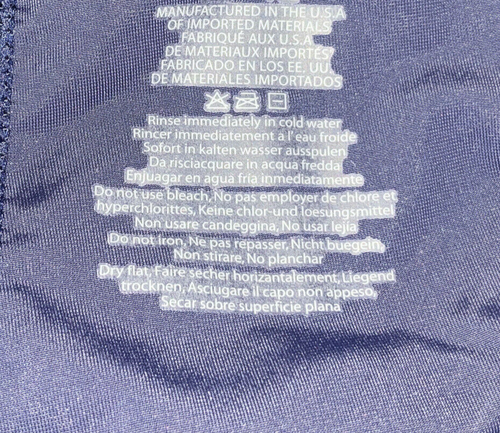 MANUFACTURED IN THE U.S.A
OF IMPORTED MATERIALS
FABRIQUÉ AUX U.S.A
DE MATERIAUX IMPORTÉS
FABRICADO EN LOS EE. UU.
DE MATERIALES IMPORTADOS
Rinse immediately in cold water
Rincer immediatement a l'eau froide
Sofort in kalten wasser ausspulen
Da risciacquare in acqua fredda
Enjuagar en agua fría inmediatamente
Do not use bleach, No pas employer de chlore et
hyperchlorittes, Keine chlor-und loesungsmittel
Non usare candeggina, No usar lejia
Do not Iron, Ne pas repasser, Nicht buegeln,
Non stirare, No planchar
Dry flat, Faire secher horizontalement, Liegend
trocknen, Asciugare il capo non appeso,
Secar sobre superficie plana